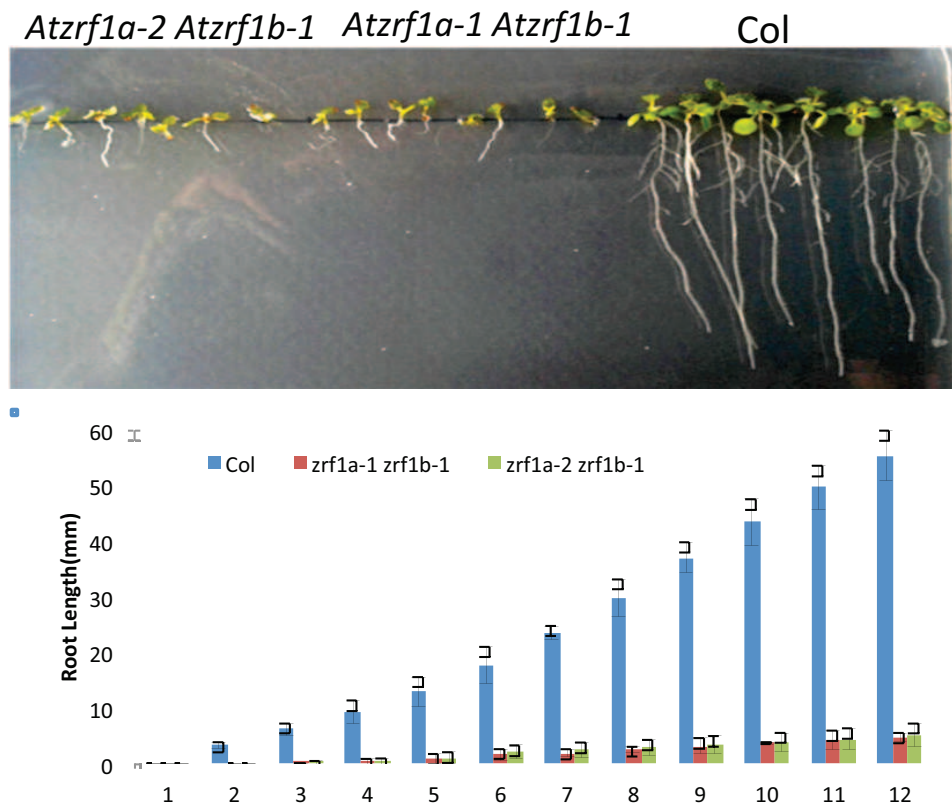 Atzrf1a-2 Atzrf1b-1 Atzrf1a-1 Atzrf1b-1 Col
60
Col zrf1a-1 zrf1b-1 zrf1a-2 zrf1b-1
50
40
30
20
10
0
Root Length(mm)
1 2 3 4 5 6 7 8 9 10 11 12